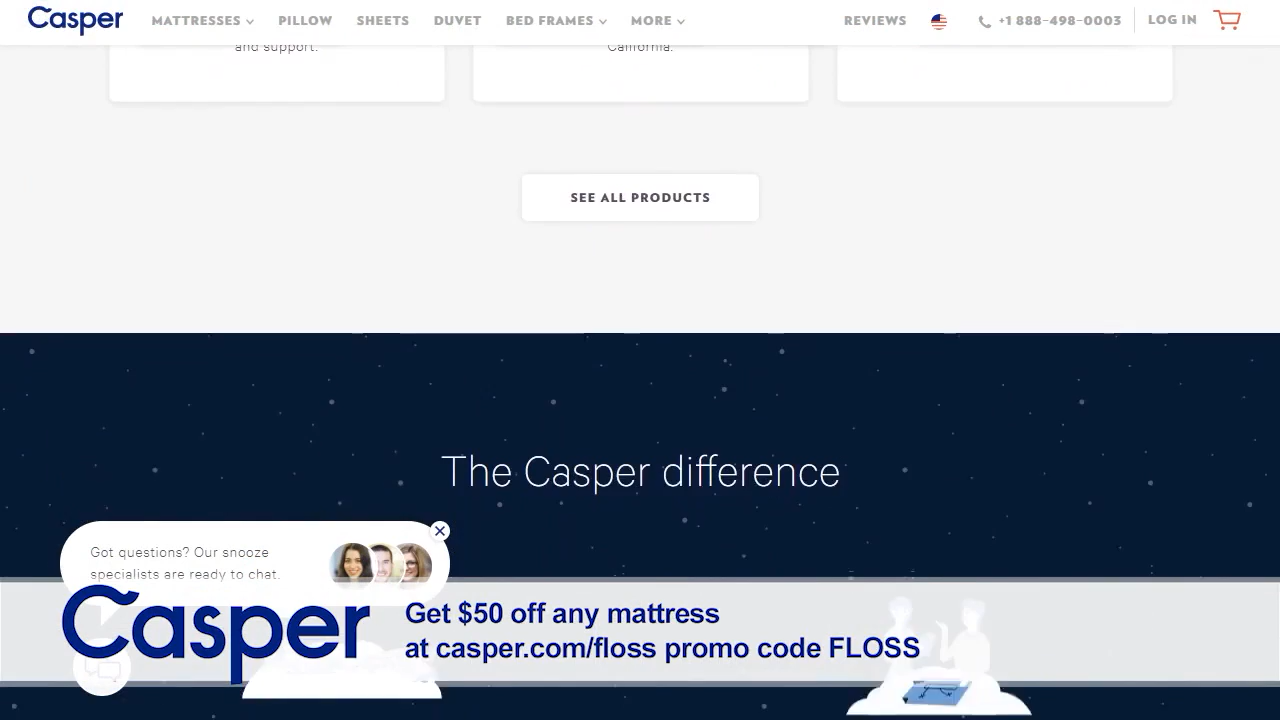 Casper MATTRESSES PILLOW SHEETS DUVET BED FRAMES MORE REVIEWS +1 888-498-0003 LOG IN
and support.
California.
SEE ALL PRODUCTS
The Casper difference
Got questions? Our snooze
specialists are ready to chat.
Casper
Get $50 off any mattress
at casper.com/floss promo code FLOSS